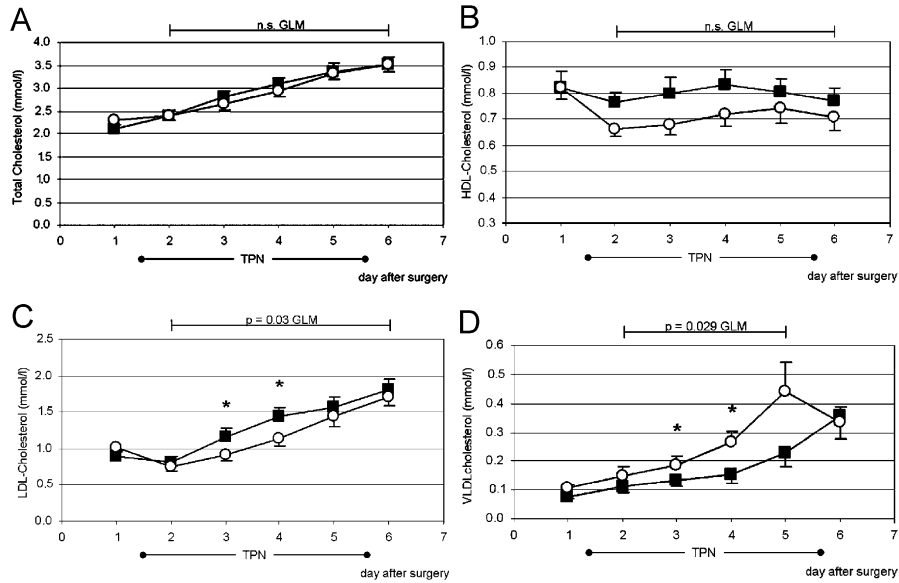 A
n.s. GLM
Total Cholesterol (mmol/l)
4.0
3.5
3.0
2.5
2.0
1.5
1.0
0.5
0.0
0 1 2 3 4 5 6 7
TPN
day after surgery
B
n.s. GLM
HDL-Cholesterol (mmol/l)
1.0
0.9
0.8
0.7
0.6
0.5
0.4
0.3
0 1 2 3 4 5 6 7
TPN
day after surgery
C
p = 0.03 GLM
LDL-Cholesterol (mmol/l)
2.5
2.0
1.5
1.0
0.5
0.0
* *
0 1 2 3 4 5 6 7
TPN
day after surgery
D
p = 0.029 GLM
VLDLcholesterol (mmol/l)
0.6
0.5
0.4
0.3
0.2
0.1
0.0
* *
0 1 2 3 4 5 6 7
TPN
day after surgery